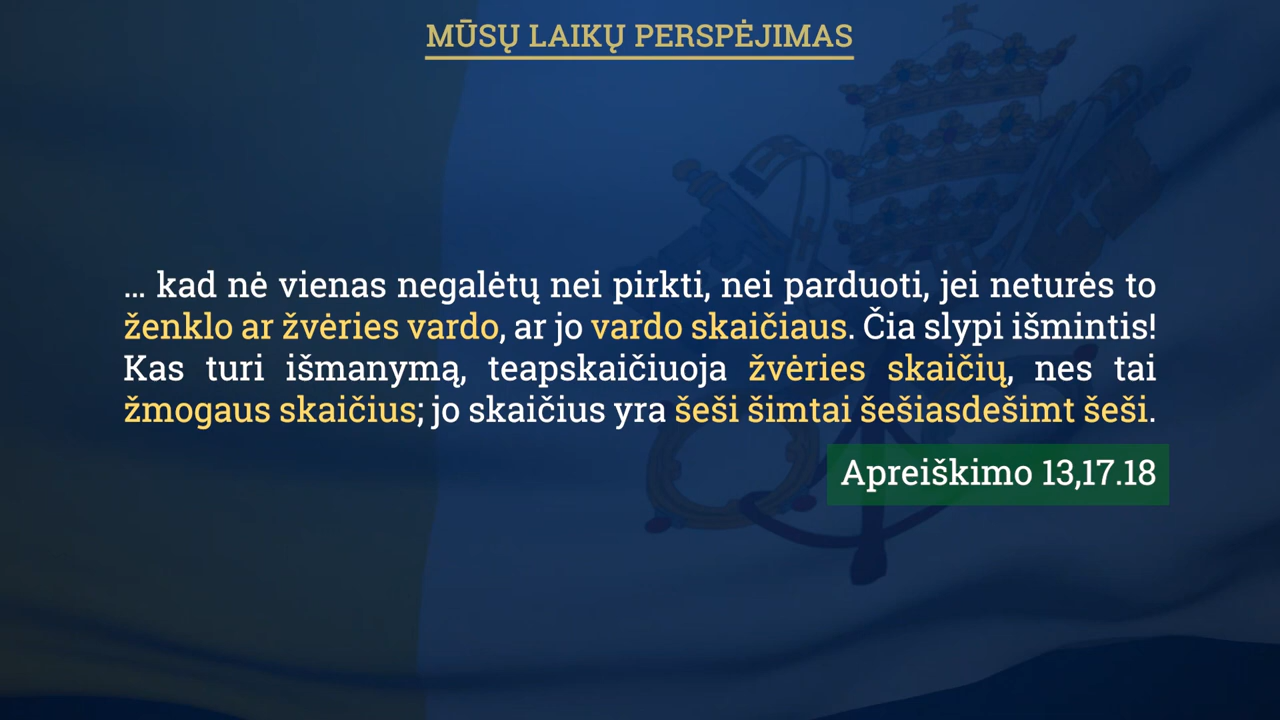 MŪSŲ LAIKŲ PERSPĖJIMAS
... kad nė vienas negalėtų nei pirkti, nei parduoti, jei neturės to
ženklo ar žvėries vardo, ar jo vardo skaičiaus. Čia slypi išmintis!
Kas turi išmanymą, teapskaičiuoja žvėries skaičių, nes tai
žmogaus skaičius; jo skaičius yra šeši šimtai šešiasdešimt šeši.
Apreiškimo 13,17.18